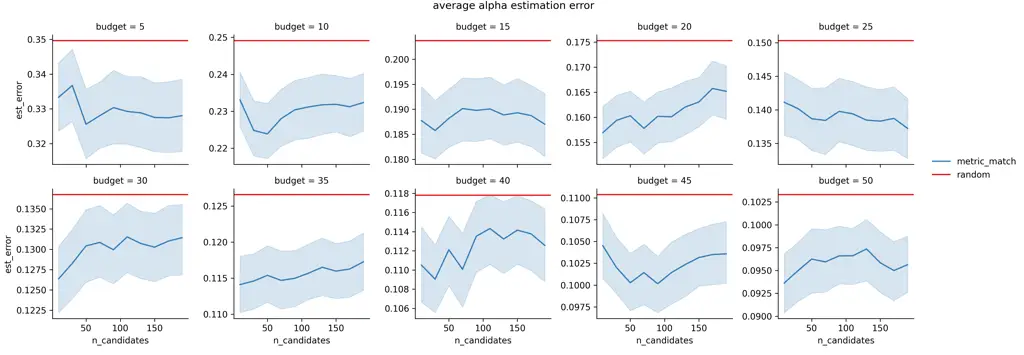 average alpha estimation error
budget = 5
budget = 10
budget = 15
budget = 20
budget = 25
0.35
0.34
0.33
0.32
est_error
0.25
0.24
0.23
0.22
0.200
0.195
0.190
0.185
0.180
0.175
0.170
0.165
0.160
0.155
0.150
0.145
0.140
0.135
metric_match
random
budget = 30
budget = 35
budget = 40
budget = 45
budget = 50
0.1350
0.1325
0.1300
0.1275
0.1250
0.1225
est_error
0.125
0.120
0.115
0.110
0.118
0.116
0.114
0.112
0.110
0.108
0.106
0.1100
0.1075
0.1050
0.1025
0.1000
0.0975
0.1025
0.1000
0.0975
0.0950
0.0925
0.0900
50 100 150
50 100 150
50 100 150
50 100 150
50 100 150
n_candidates
n_candidates
n_candidates
n_candidates
n_candidates